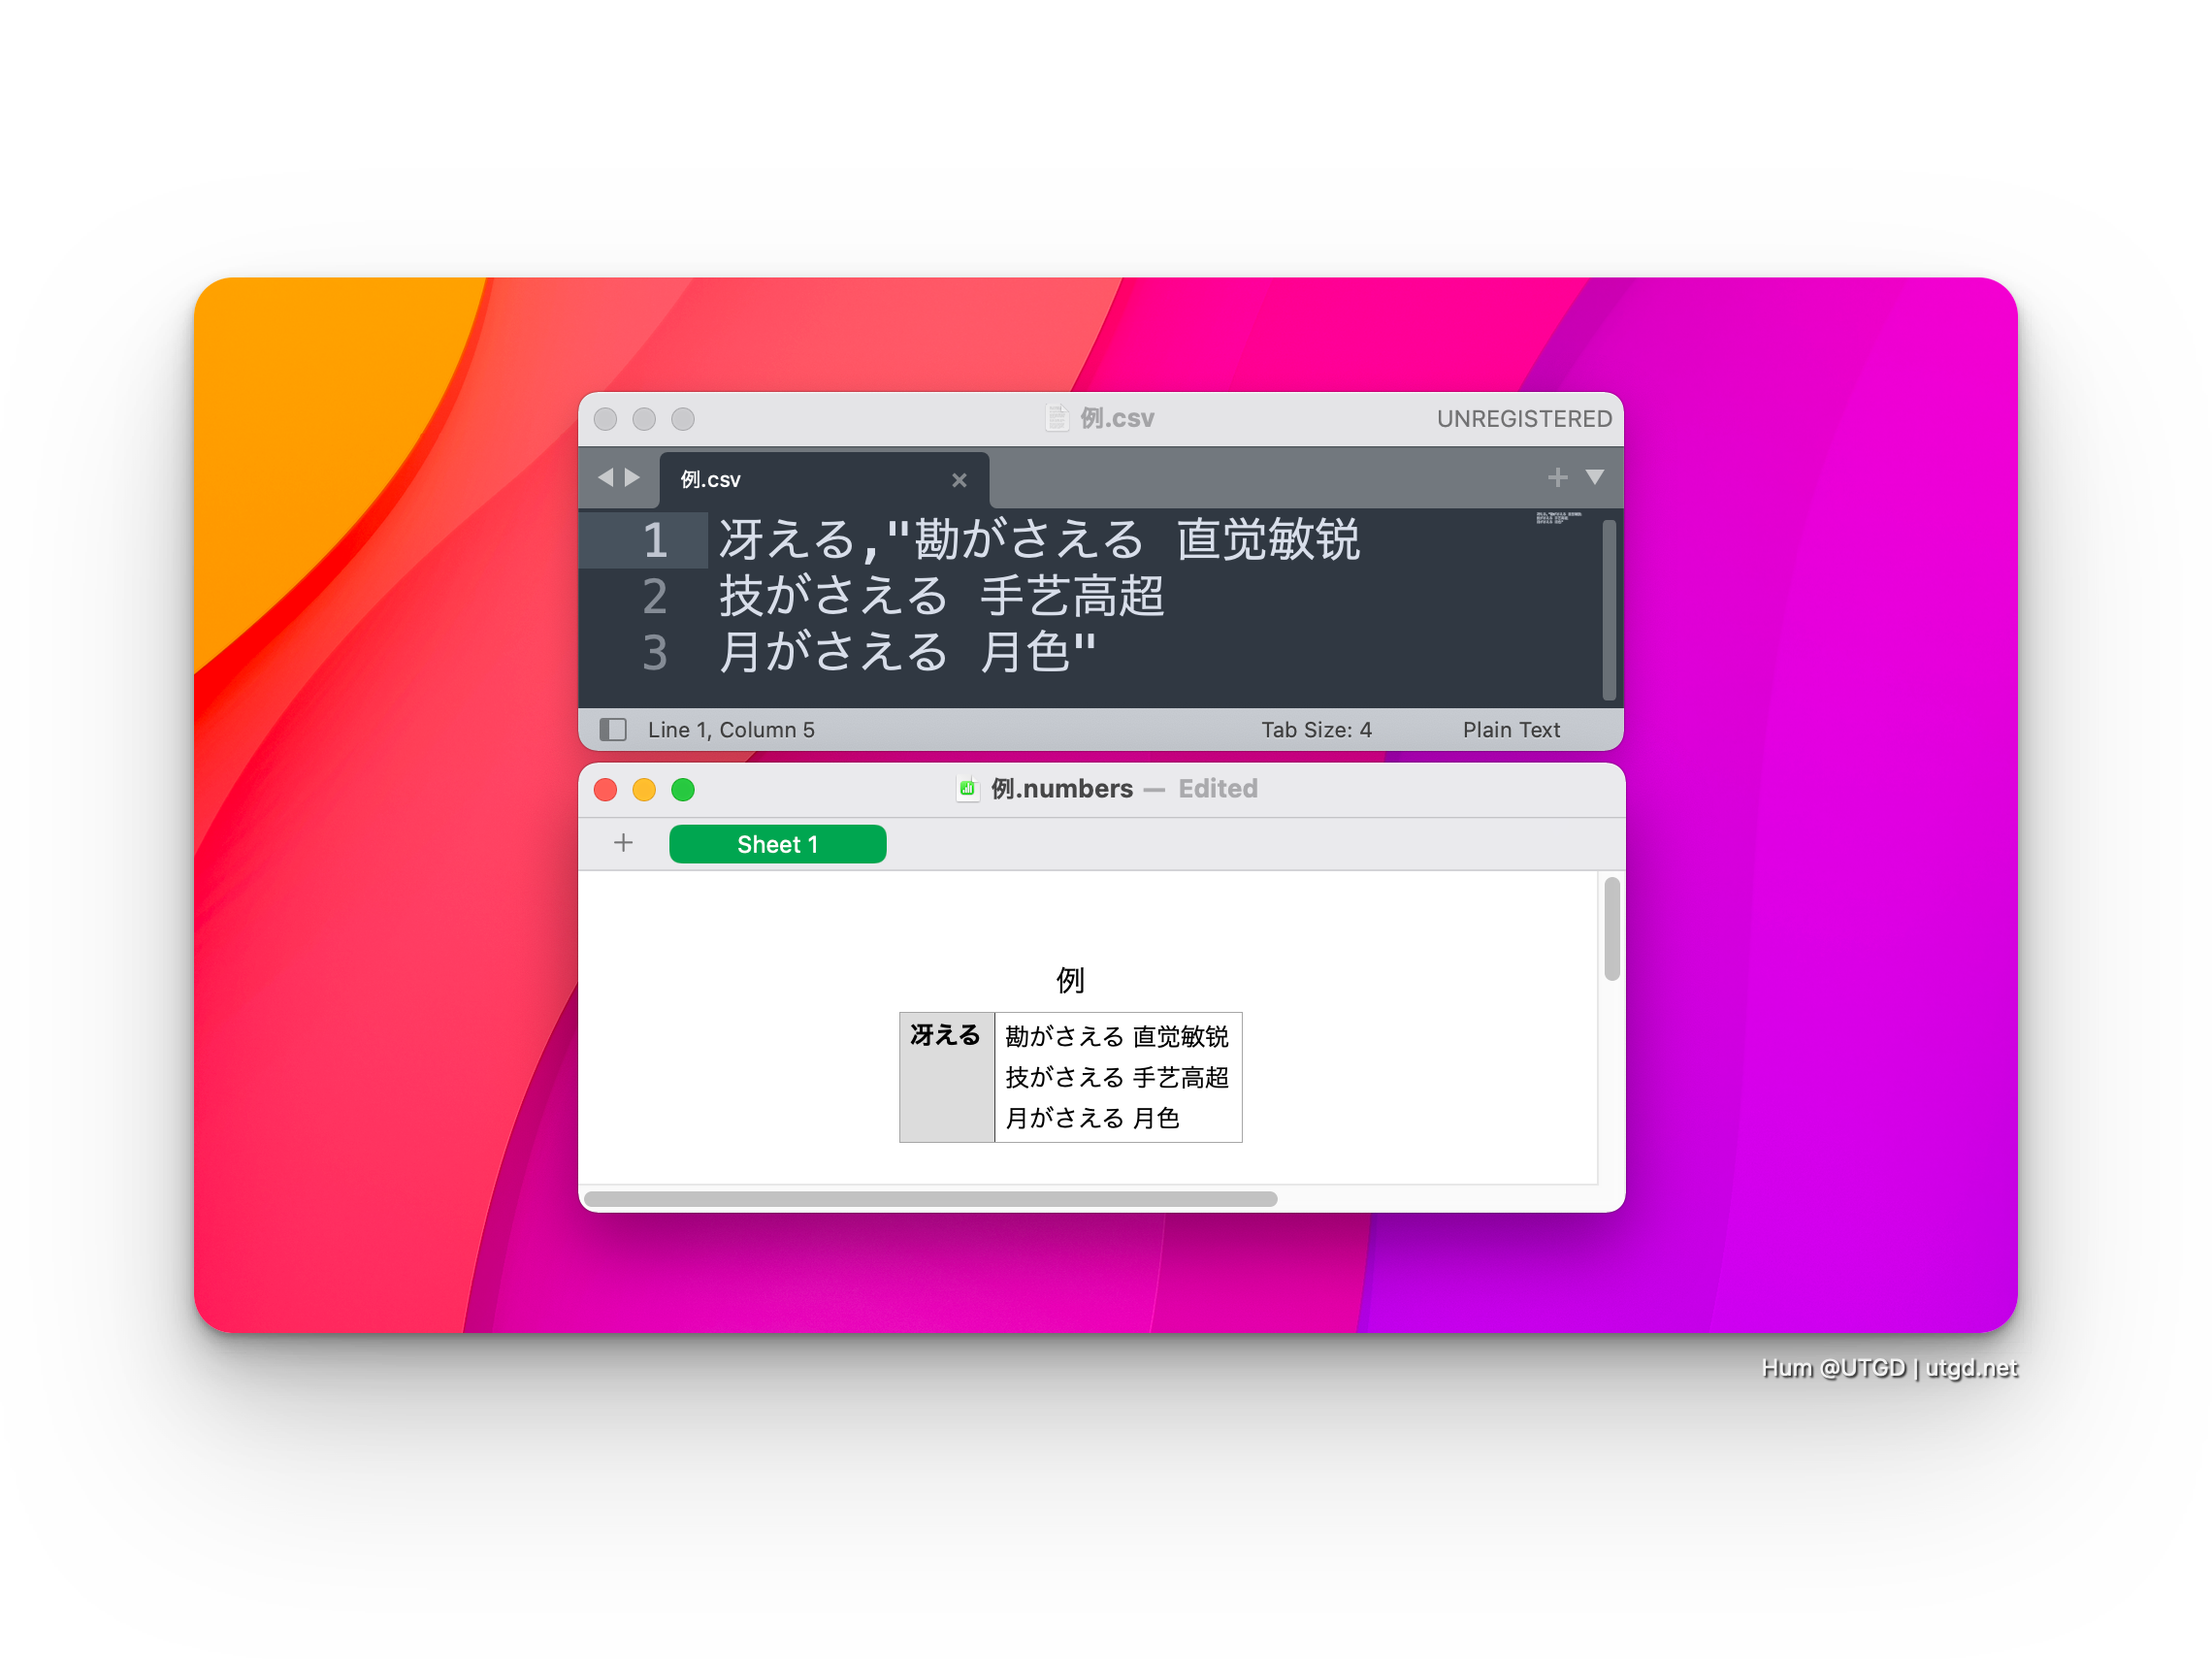 例.csv
UNREGISTERED
例.csv
1 冴える,"勘がさえる 直觉敏锐
2 技がさえる 手艺高超
3 月がさえる 月色"
Line 1, Column 5
Tab Size: 4
Plain Text
例.numbers — Edited
Sheet 1
例
冴える
勘がさえる 直觉敏锐
技がさえる 手艺高超
月がさえる 月色
Hum @UTGD | utgd.net